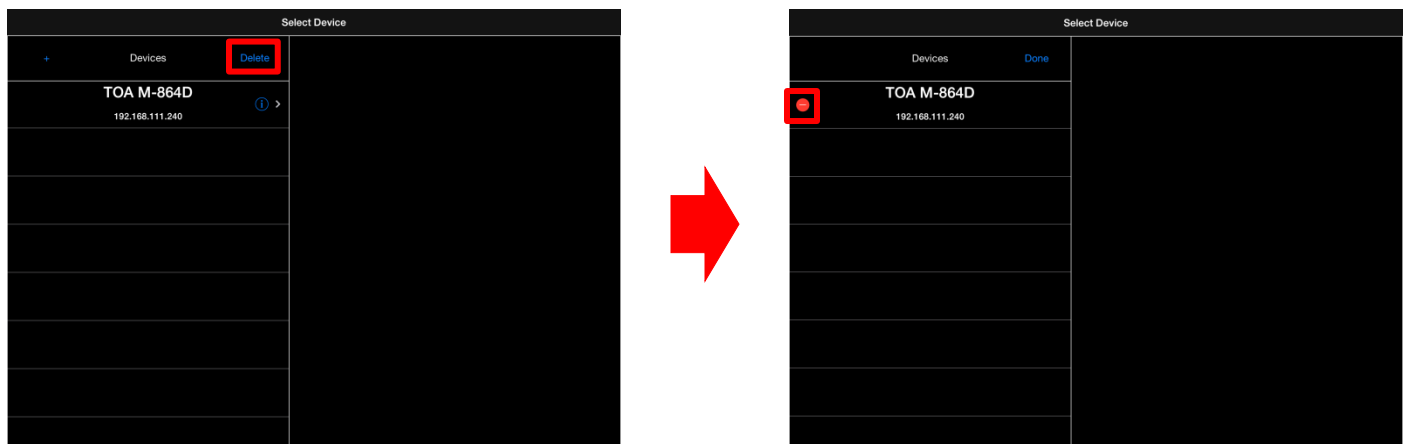 Select Device
+ Devices Delete
TOA M-864D
192.168.111.240
Select Device
Devices Done
TOA M-864D
192.168.111.240